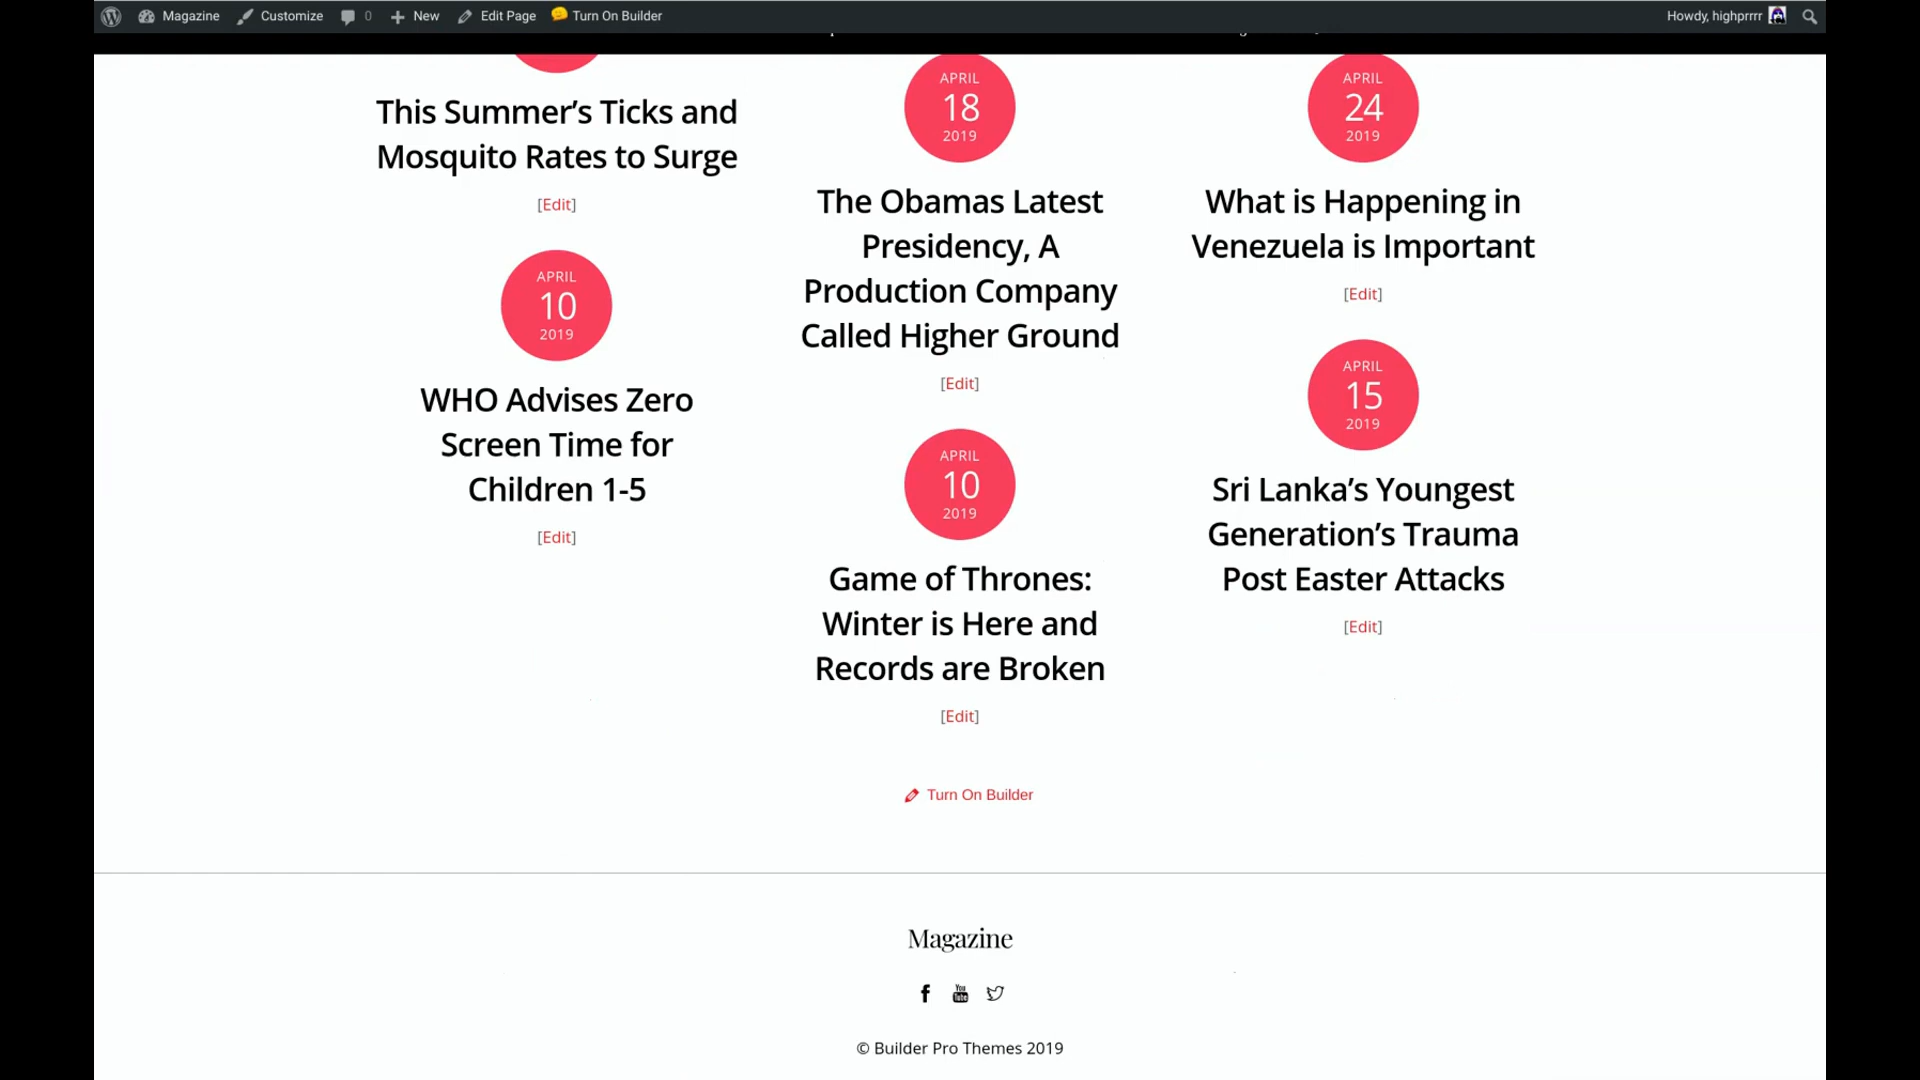 Magazine
Customize
0
New
Edit Page
Turn On Builder
Howdy, highprrrr
This Summer’s Ticks and
Mosquito Rates to Surge
[Edit]
APRIL
10
2019
WHO Advises Zero
Screen Time for
Children 1-5
[Edit]
APRIL
18
2019
The Obamas Latest
Presidency, A
Production Company
Called Higher Ground
[Edit]
APRIL
10
2019
Game of Thrones:
Winter is Here and
Records are Broken
[Edit]
APRIL
24
2019
What is Happening in
Venezuela is Important
[Edit]
APRIL
15
2019
Sri Lanka’s Youngest
Generation’s Trauma
Post Easter Attacks
[Edit]
Turn On Builder
Magazine
You
Tube
© Builder Pro Themes 2019